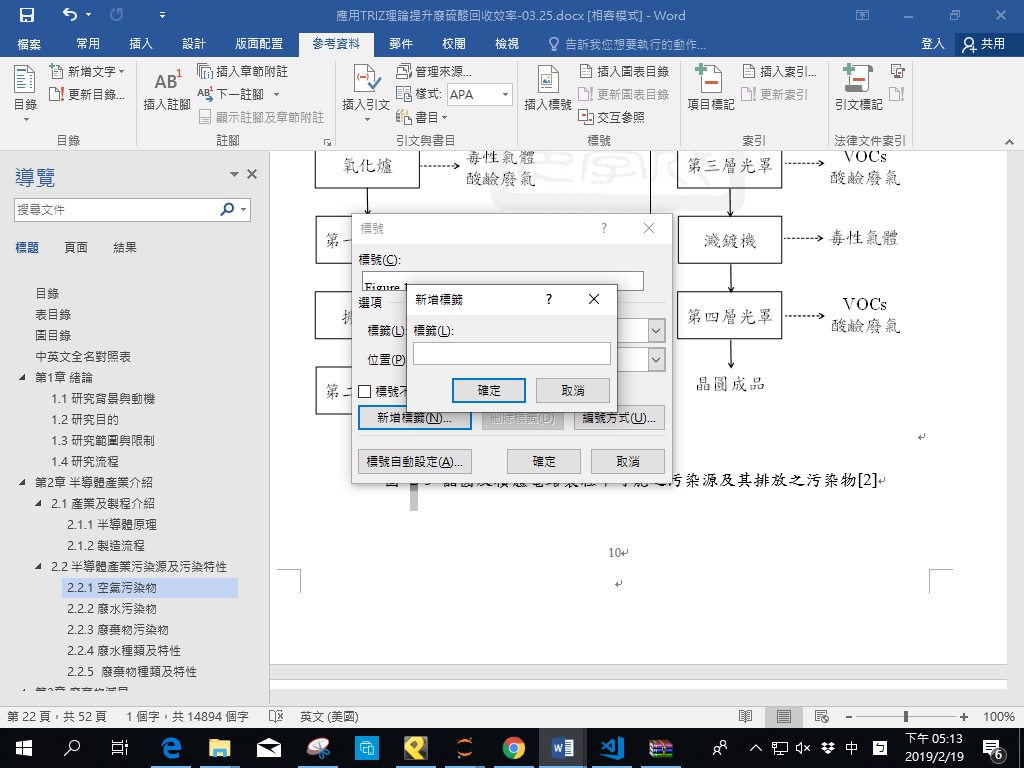 應用TRIZ理論提升廢硫酸回收效率-03.25.docx [相容模式] - Word
檔案 常用 插入 設計 版面配置 參考資料 郵件 校閱 檢視 告訴我您想要執行的動作... 登入 共用
目錄 新增文字 更新目錄... 目錄
插入註腳 AB1 插入章節附註 下一註腳 顯示註腳及章節附註 註腳
插入引文 管理來源... 樣式: APA 書目 引文與書目
插入標號 插入圖表目錄 更新圖表目錄 交互參照 標號
項目標記 插入索引... 更新索引 索引
引文標記 法律文件索引
導覽
搜尋文件
標題 頁面 結果
目錄
表目錄
圖目錄
中英文全名對照表
第1章 緒論
1.1 研究背景與動機
1.2 研究目的
1.3 研究範圍與限制
1.4 研究流程
第2章 半導體產業介紹
2.1 產業及製程介紹
2.1.1 半導體原理
2.1.2 製造流程
2.2 半導體產業污染源及污染特性
2.2.1 空氣污染物
2.2.2 廢水污染物
2.2.3 廢棄物污染物
2.2.4 廢水種類及特性
2.2.5 廢棄物種類及特性
氧化爐
毒性氣體
酸鹼廢氣
第三層光罩
VOCs
酸鹼廢氣
濺鍍機
毒性氣體
第四層光罩
VOCs
酸鹼廢氣
晶圓成品
標號
標號(C):
選項
標籤(L):
位置(P)
新增標籤(N)... 刪除標籤(D) 編號方式(U)...
標號自動設定(A)... 確定 取消
新增標籤
標籤(L):
確定 取消
污染源及其排放之污染物[2]
10
第 22 頁，共 52 頁 1 個字，共 14894 個字 英文 (美國) 100%
中
下午 05:13
2019/2/19
6